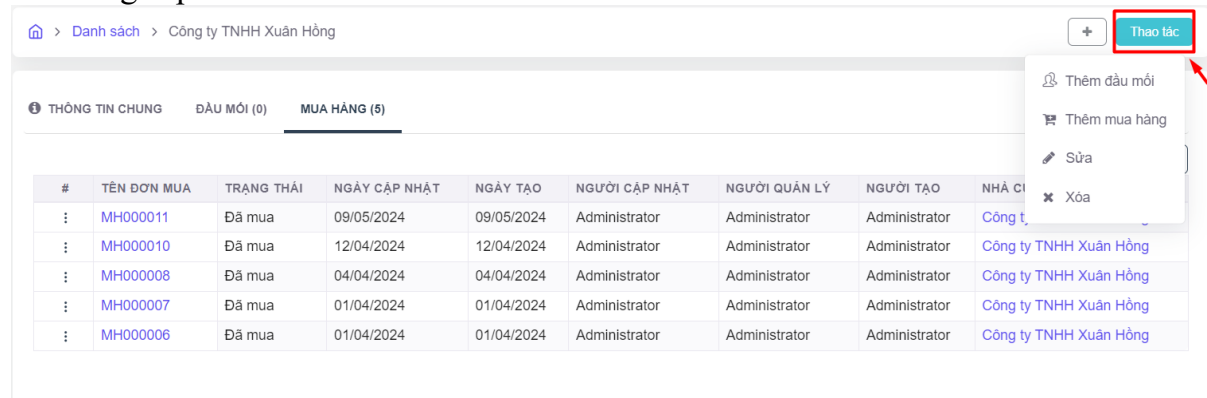 Danh sách > Công ty TNHH Xuân Hồng + Thao tác
Thêm đầu mối
THÔNG TIN CHUNG ĐẦU MỐI (0) MUA HÀNG (5)
Thêm mua hàng
Sửa
Xóa
# TÊN ĐƠN MUA TRẠNG THÁI NGÀY CẬP NHẬT NGÀY TẠO NGƯỜI CẬP NHẬT NGƯỜI QUẢN LÝ NGƯỜI TẠO NHÀ
MH000011 Đã mua 09/05/2024 09/05/2024 Administrator Administrator Administrator Công
MH000010 Đã mua 12/04/2024 12/04/2024 Administrator Administrator Administrator Công ty TNHH Xuân Hồng
MH000008 Đã mua 04/04/2024 04/04/2024 Administrator Administrator Administrator Công ty TNHH Xuân Hồng
MH000007 Đã mua 01/04/2024 01/04/2024 Administrator Administrator Administrator Công ty TNHH Xuân Hồng
MH000006 Đã mua 01/04/2024 01/04/2024 Administrator Administrator Administrator Công ty TNHH Xuân Hồng